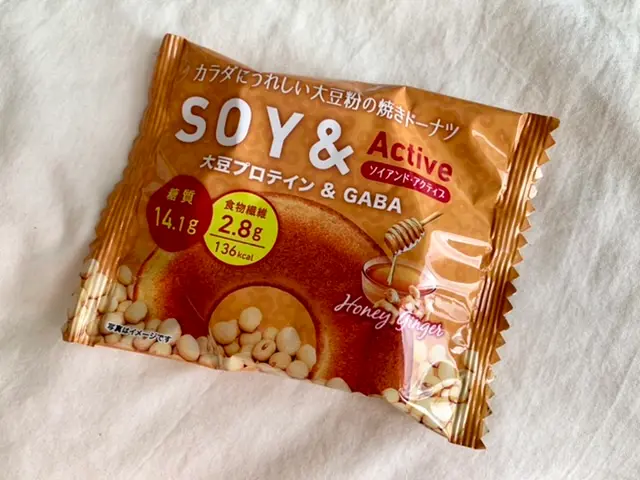 カラダにうれしい大豆粉の焼きドーナツ
SOY &
Active
ソイアンド・アクティブ
大豆プロテイン & GABA
糖質
14.1g
食物繊維
2.8g
136kcal
Honey Ginger
写真はイメージです